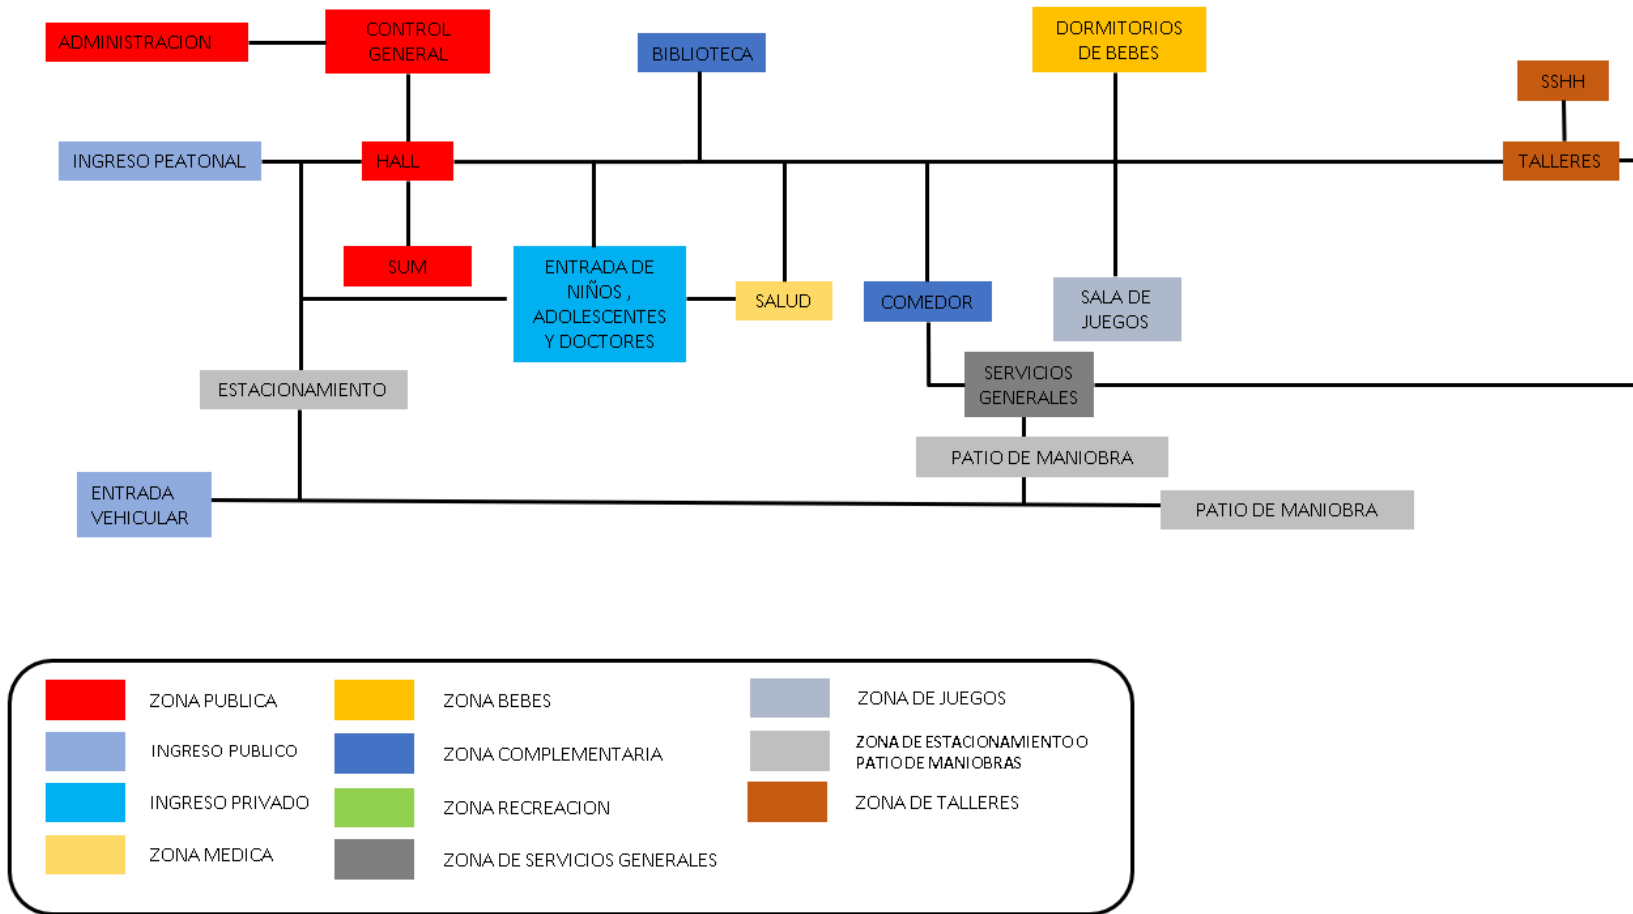 ADMINISTRACION
CONTROL
GENERAL
BIBLIOTECA
DORMITORIOS
DE BEBES
SSHH
INGRESO PEATONAL
HALL
TALLERES
SUM
ENTRADA DE
NIÑOS ,
ADOLESCENTES
Y DOCTORES
SALUD
COMEDOR
SALA DE
JUEGOS
ESTACIONAMIENTO
SERVICIOS
GENERALES
PATIO DE MANIOBRA
ENTRADA
VEHICULAR
PATIO DE MANIOBRA
ZONA PUBLICA
INGRESO PUBLICO
INGRESO PRIVADO
ZONA MEDICA
ZONA BEBES
ZONA COMPLEMENTARIA
ZONA RECREACION
ZONA DE SERVICIOS GENERALES
ZONA DE JUEGOS
ZONA DE ESTACIONAMIENTO O
PATIO DE MANIOBRAS
ZONA DE TALLERES